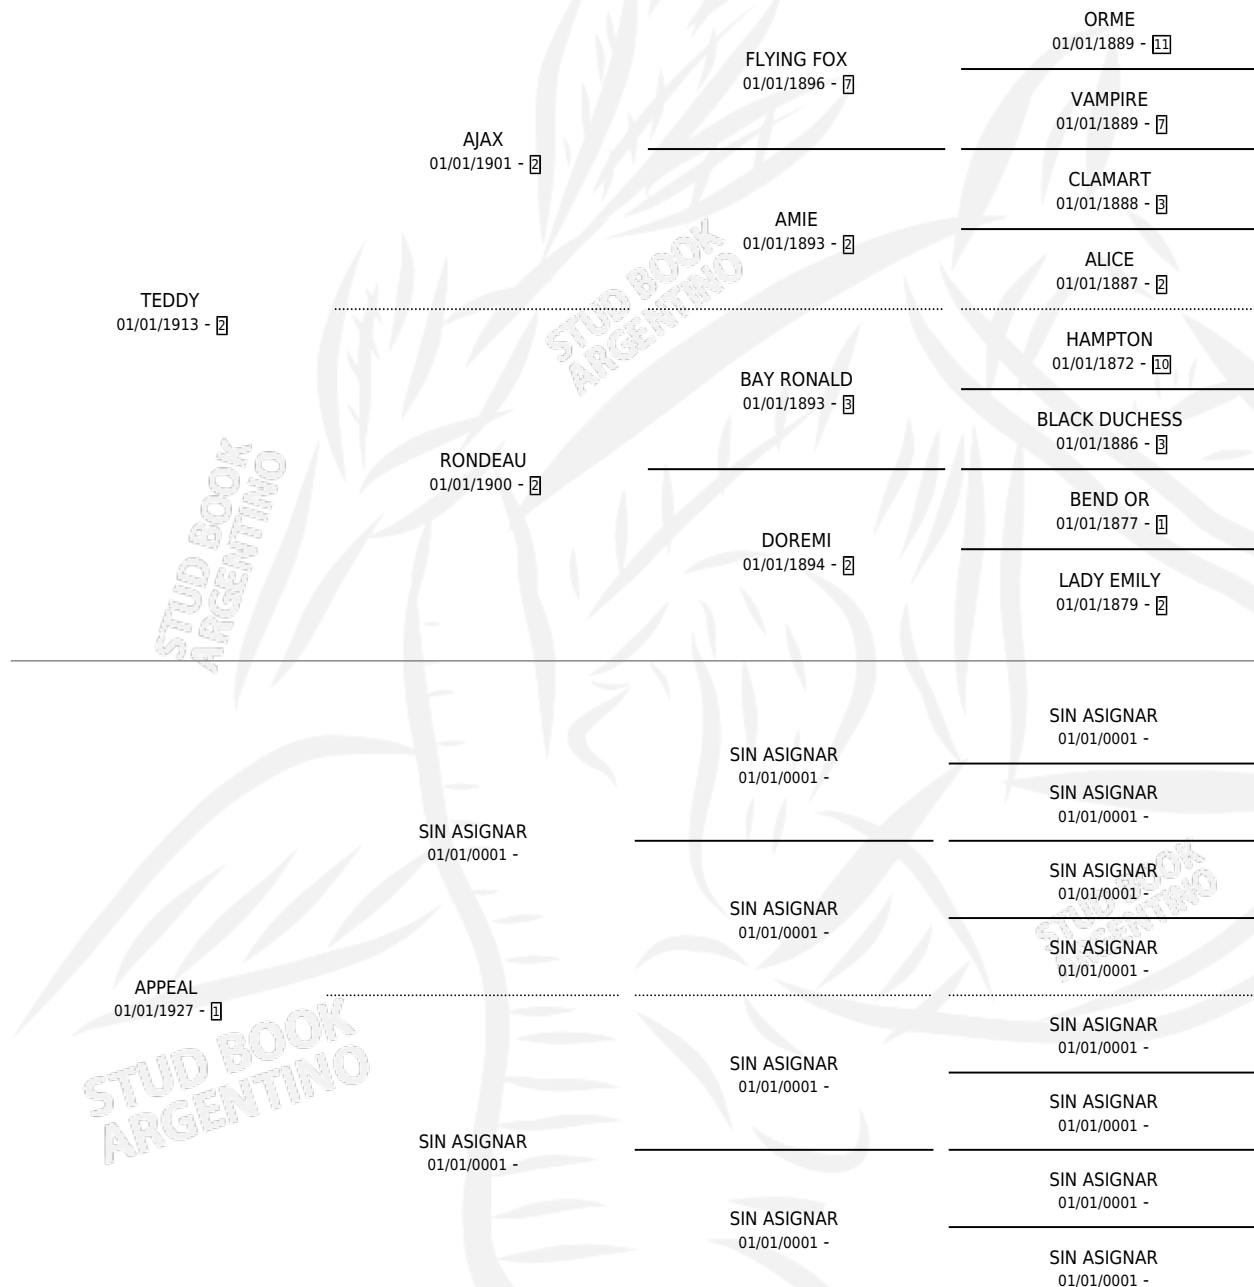 ORME
01/01/1889 - 11
FLYING FOX
01/01/1896 - 7
VAMPIRE
01/01/1889 - 7
AJAX
01/01/1901 - 2
CLAMART
01/01/1888 - 3
AMIE
01/01/1893 - 2
ALICE
01/01/1887 - 2
TEDDY
01/01/1913 - 2
HAMPTON
01/01/1872 - 10
BAY RONALD
01/01/1893 - 3
BLACK DUCHESS
01/01/1886 - 3
RONDEAU
01/01/1900 - 2
BEND OR
01/01/1877 - 1
DOREMI
01/01/1894 - 2
LADY EMILY
01/01/1879 - 2
STUD BOOK
ARGENTINO
STUD BOOK
ARGENTINO
SIN ASIGNAR
01/01/0001 -
SIN ASIGNAR
01/01/0001 -
SIN ASIGNAR
01/01/0001 -
SIN ASIGNAR
01/01/0001 -
SIN ASIGNAR
01/01/0001 -
SIN ASIGNAR
01/01/0001 -
SIN ASIGNAR
01/01/0001 -
STUD BOOK
ARGENTINO
APPEAL
01/01/1927 - 1
SIN ASIGNAR
01/01/0001 -
SIN ASIGNAR
01/01/0001 -
SIN ASIGNAR
01/01/0001 -
SIN ASIGNAR
01/01/0001 -
SIN ASIGNAR
01/01/0001 -
SIN ASIGNAR
01/01/0001 -
SIN ASIGNAR
01/01/0001 -
STUD BOOK
ARGENTINO